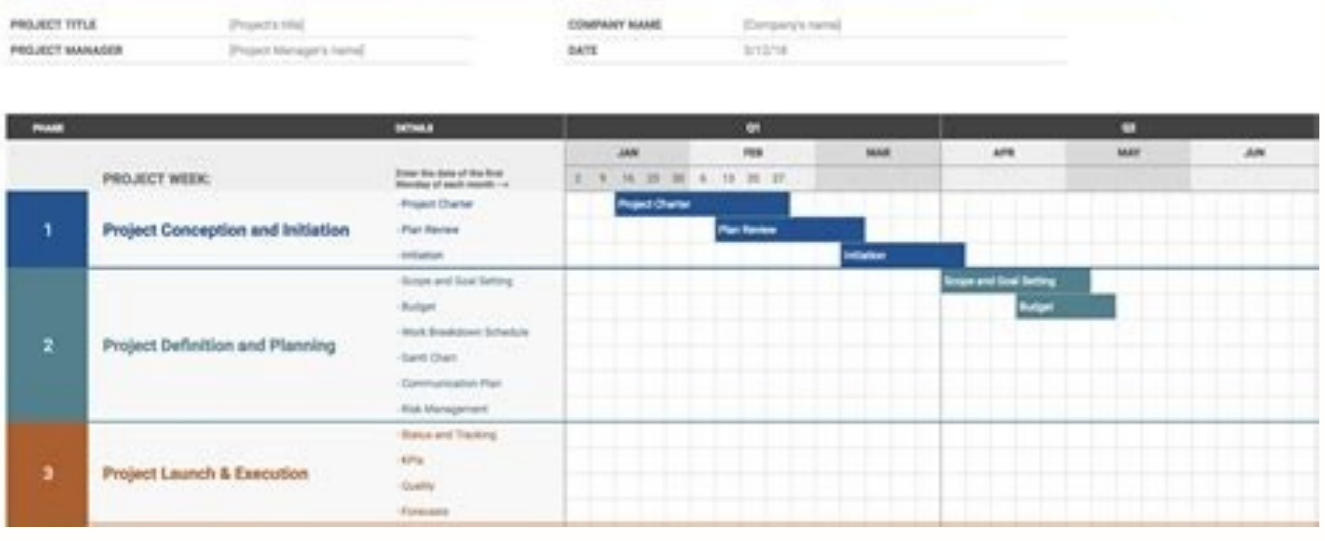 PROJECT TITLE [Project's title] COMPANY NAME [Company's name]
PROJECT MANAGER [Project Manager's name] DATE
PHASE DETAILS Q1
JAN FEB MAR APR MAY JUN
PROJECT WEEK: Enter the date of the first
Monday of each month
2 9 16 23 30 6 13 20 27
1 Project Conception and Initiation
- Project Charter Project Charter
- Plan Review Plan Review
- Initiation Initiation
2 Project Definition and Planning
- Scope and Goal Setting Scope and Goal Setting
- Budget Budget
- Work Breakdown Schedule
- Gantt Chart
- Communication Plan
- Risk Management
3 Project Launch & Execution
- Status and Tracking
- KPIs
- Quality
- Forecasts